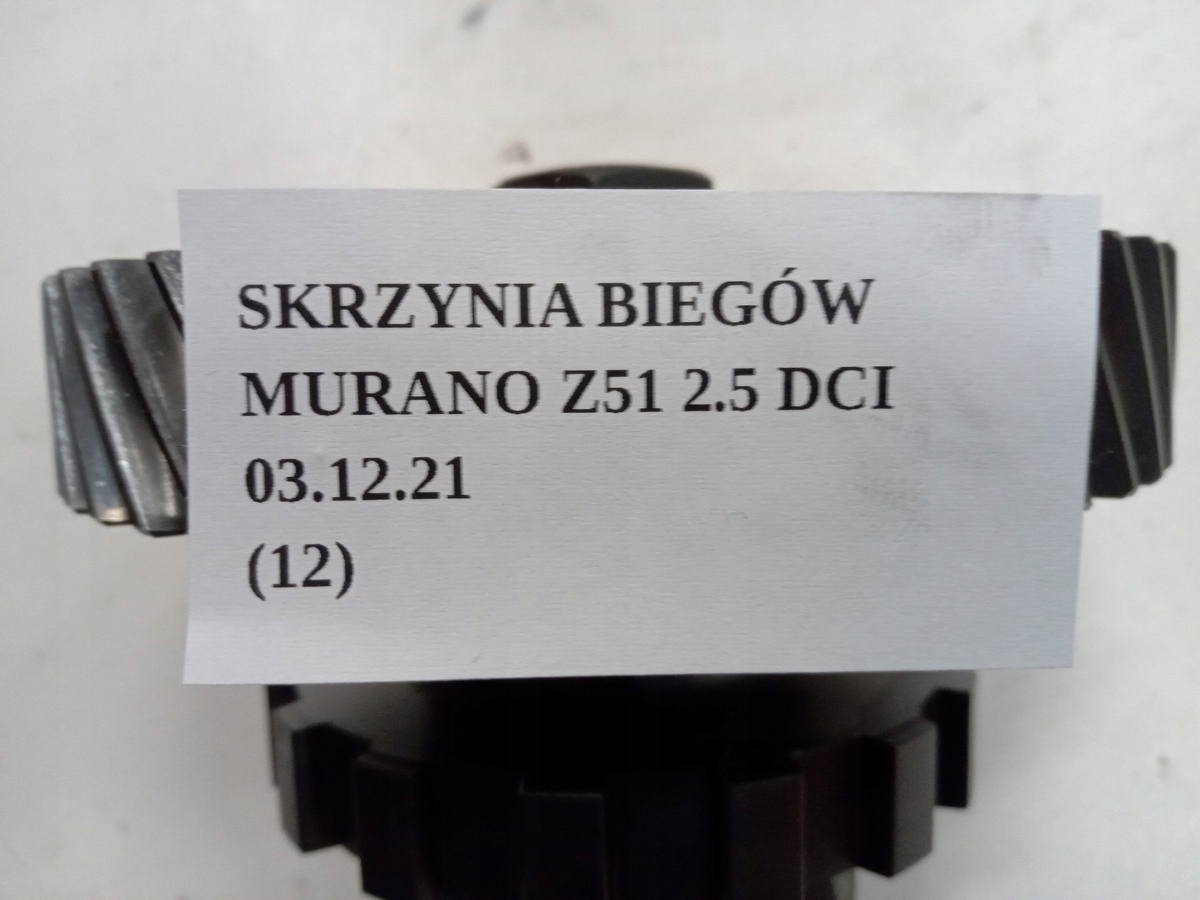 SKRZYNIA BIEGÓW
MURANO Z51 2.5 DCI
03.12.21
(12)